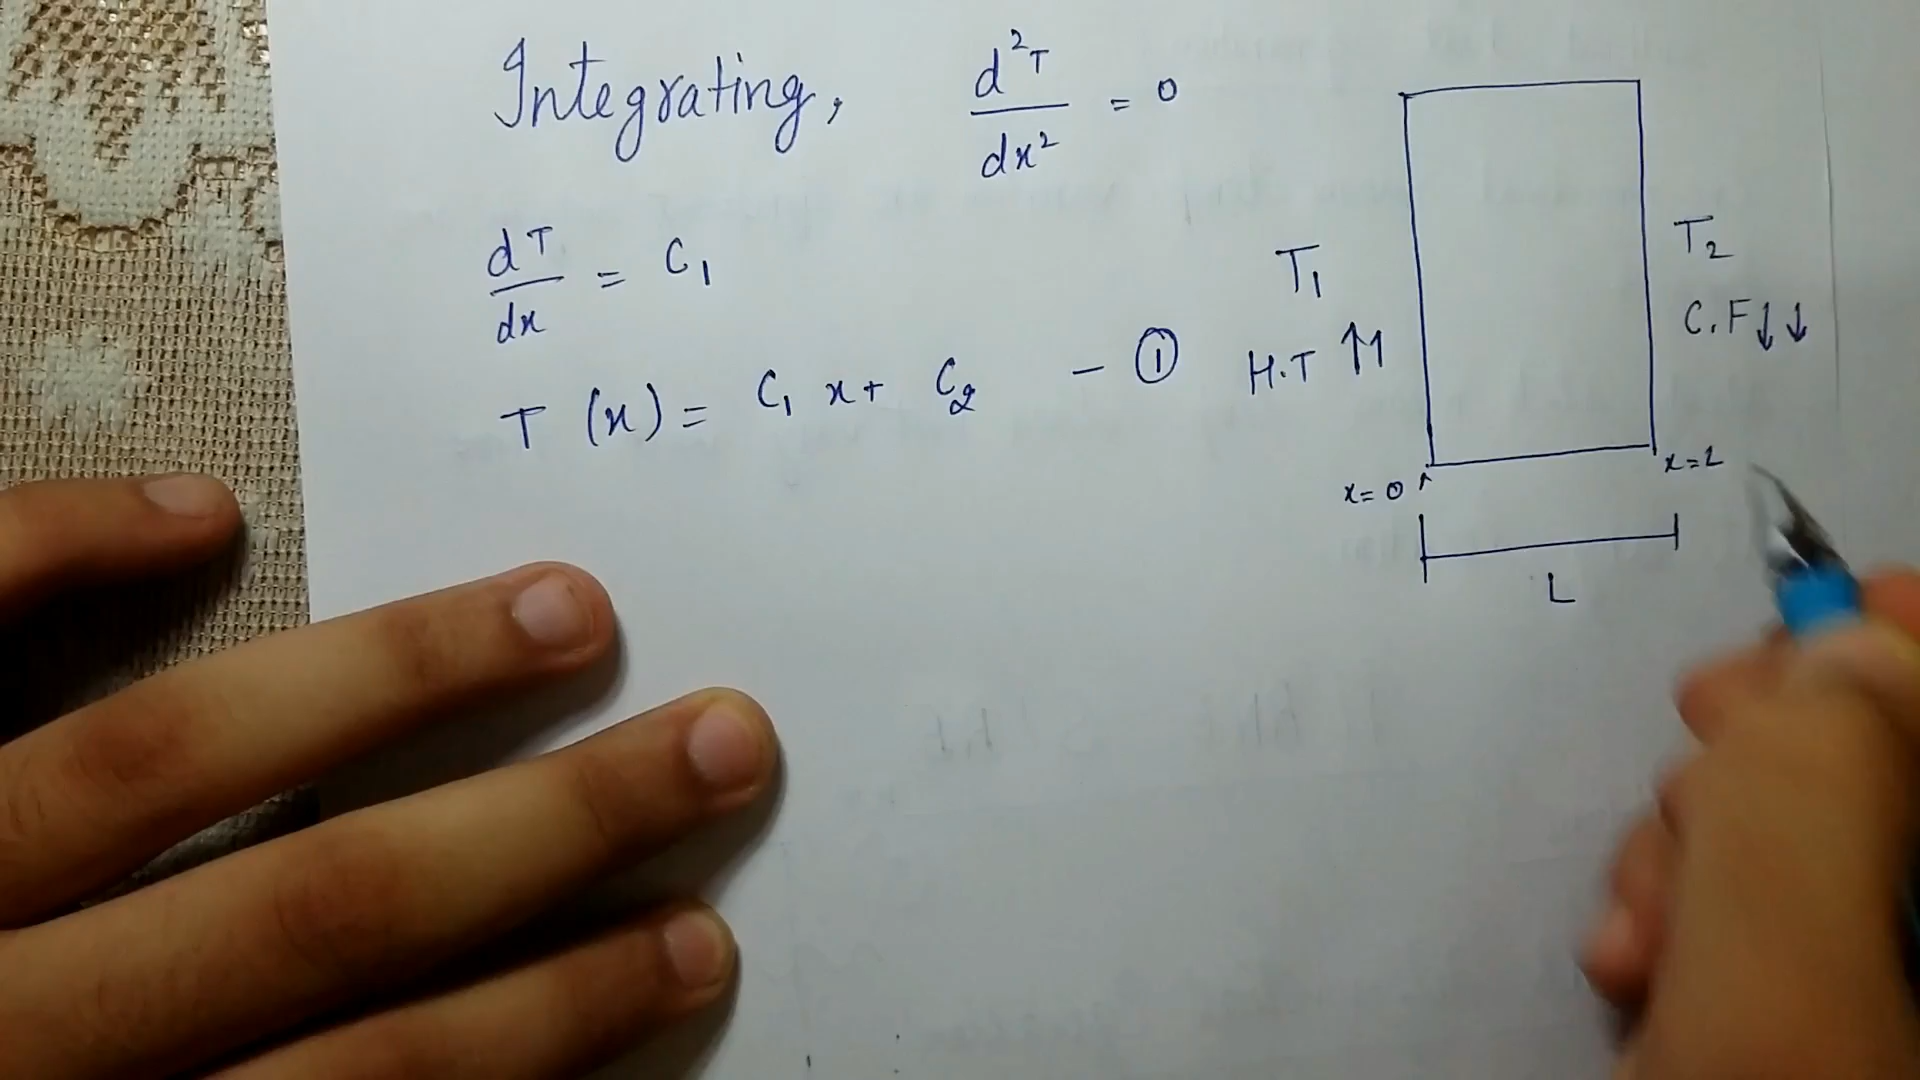 Integrating, d²T/dx² = 0
dT/dx = C₁
T (x) = C₁ x + C₂ - ①
T₁
H.T ↑↑
T₂
C.F ↓ ↓
x = 0
x = L
L